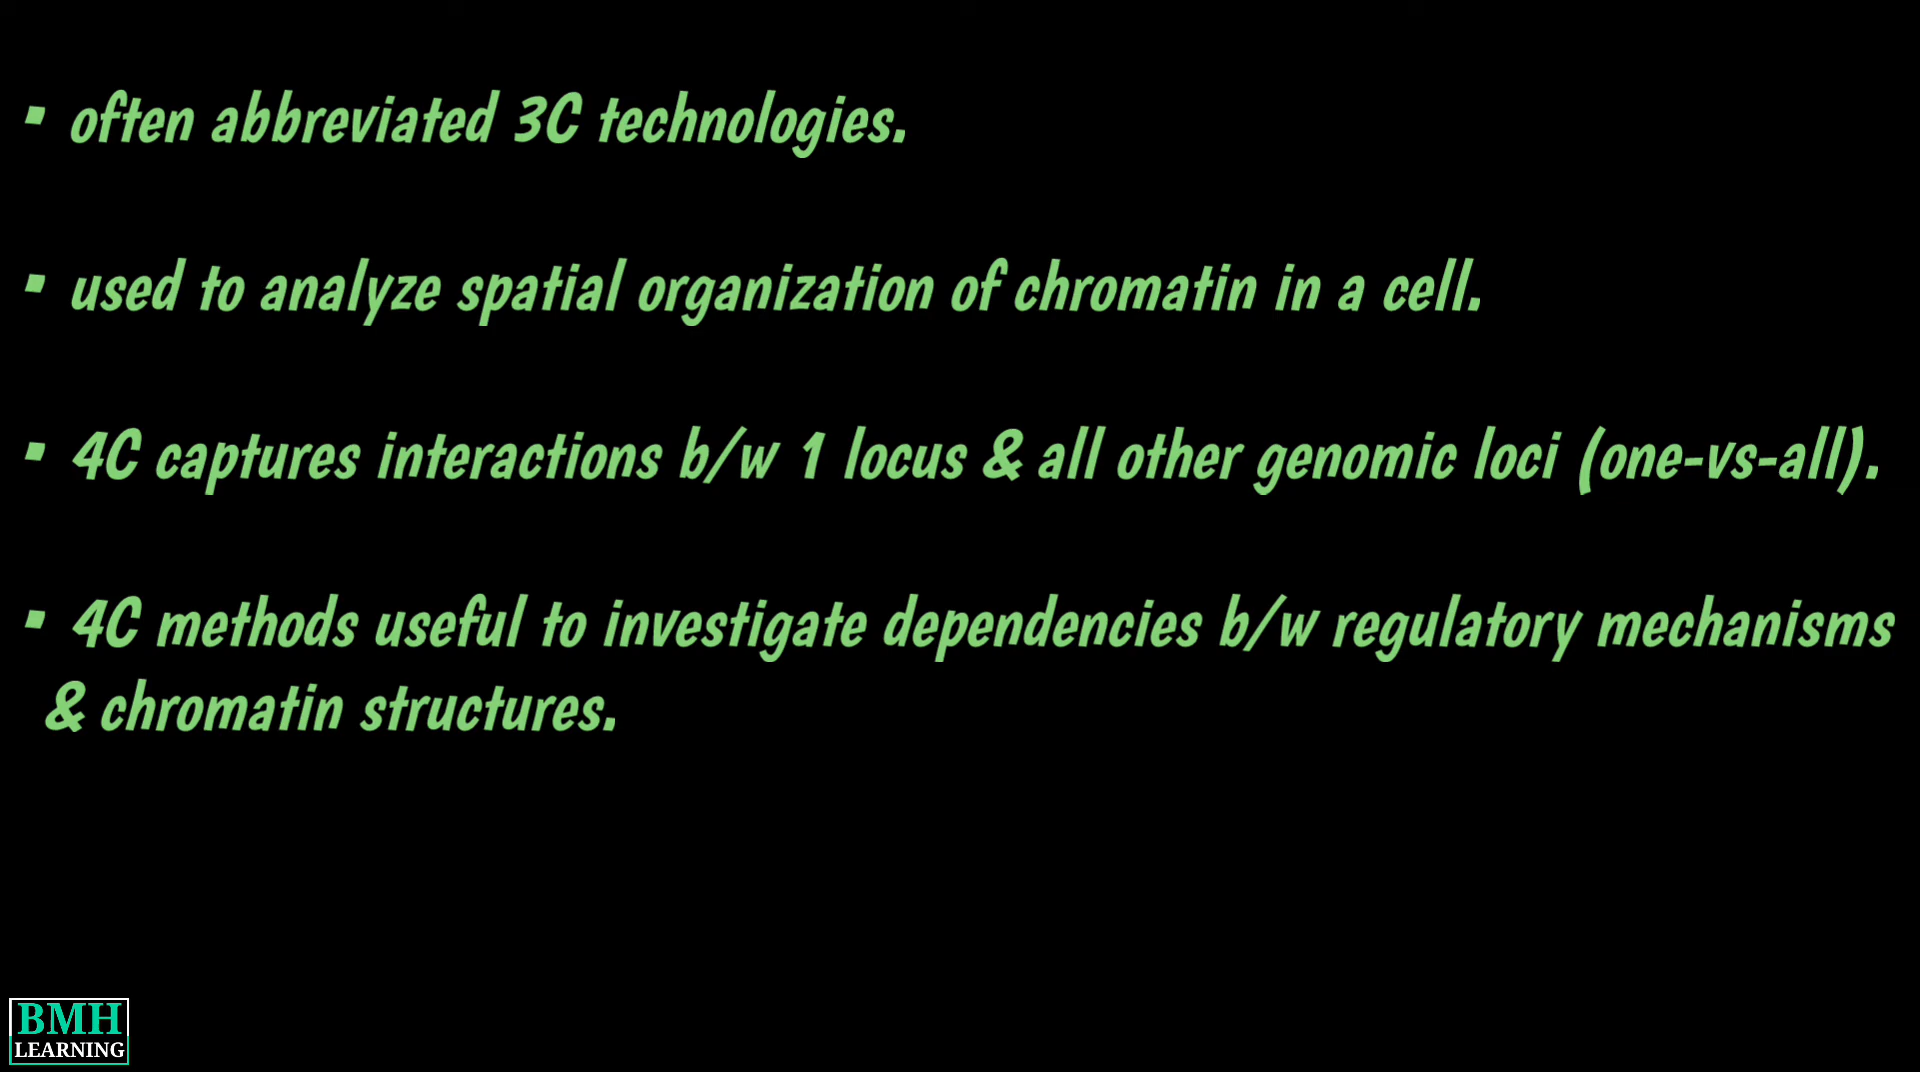 ▪ often abbreviated 3C technologies.
▪ used to analyze spatial organization of chromatin in a cell.
▪ 4C captures interactions b/w 1 locus & all other genomic loci (one-vs-all).
▪ 4C methods useful to investigate dependencies b/w regulatory mechanisms
& chromatin structures.
BMH
LEARNING